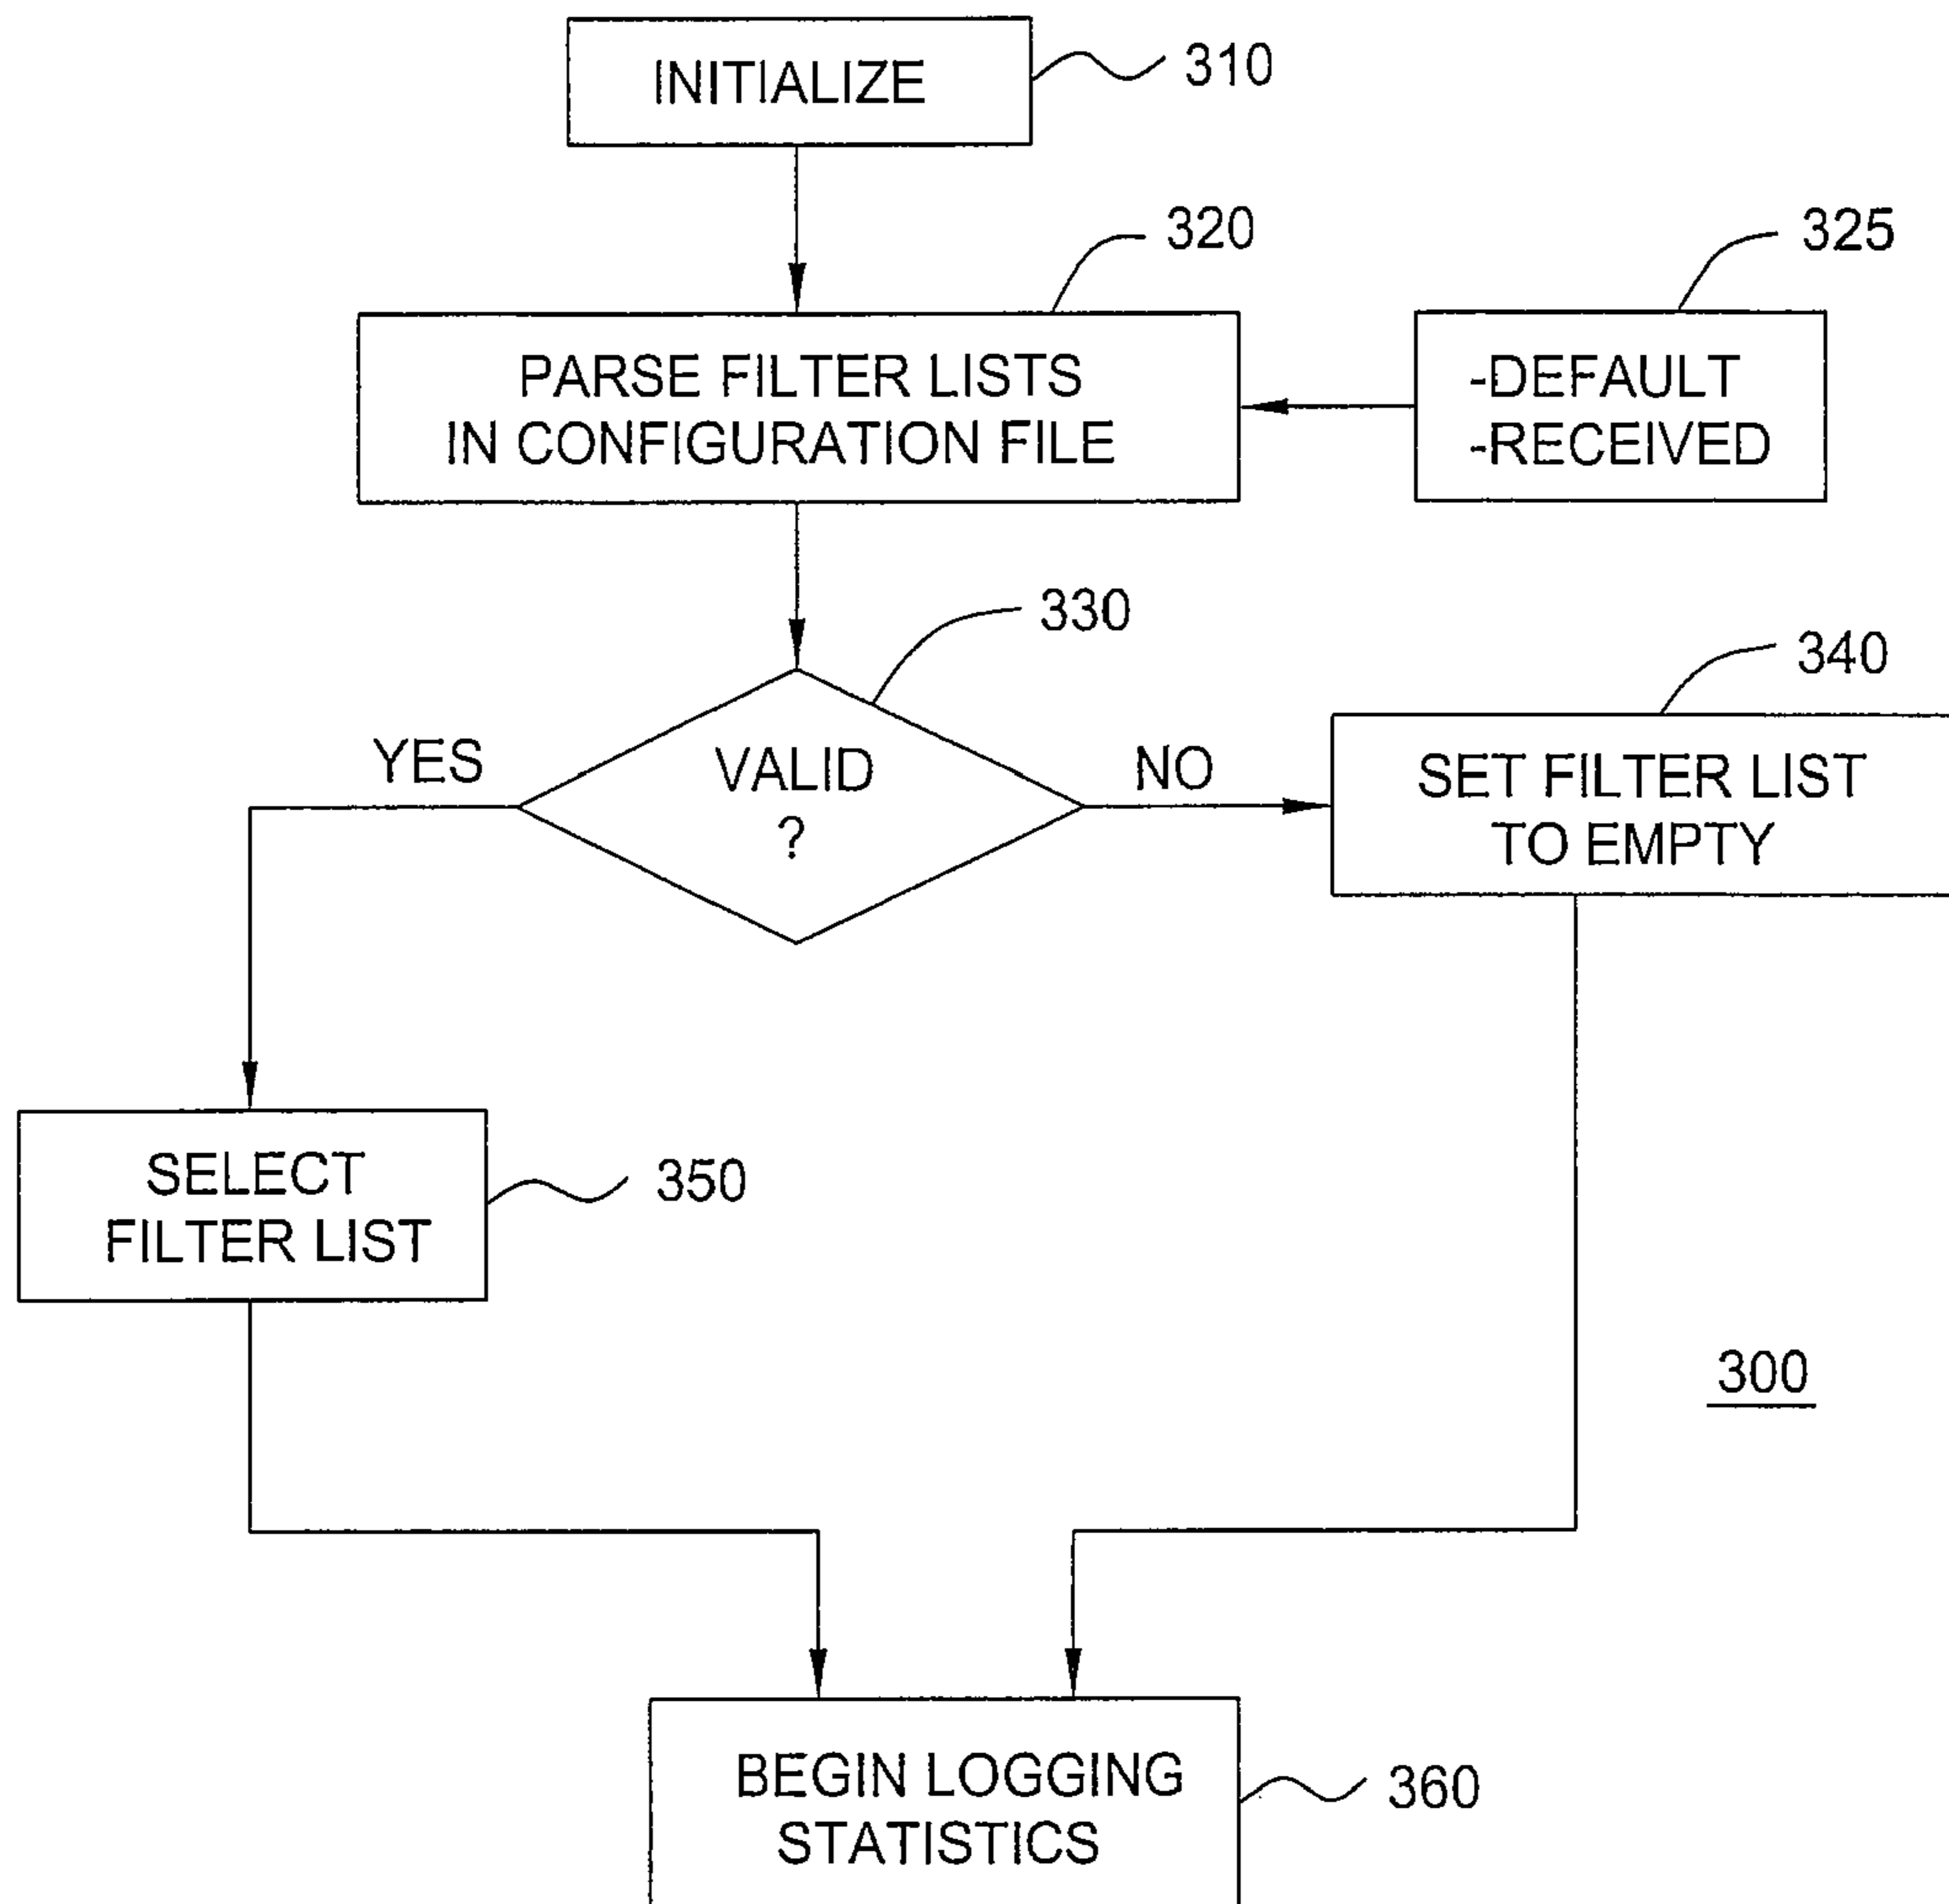 INITIALIZE
310
320
325
PARSE FILTER LISTS
IN CONFIGURATION FILE
-DEFAULT
-RECEIVED
330
340
YES
VALID
?
NO
SET FILTER LIST
TO EMPTY
SELECT
FILTER LIST
350
300
BEGIN LOGGING
STATISTICS
360